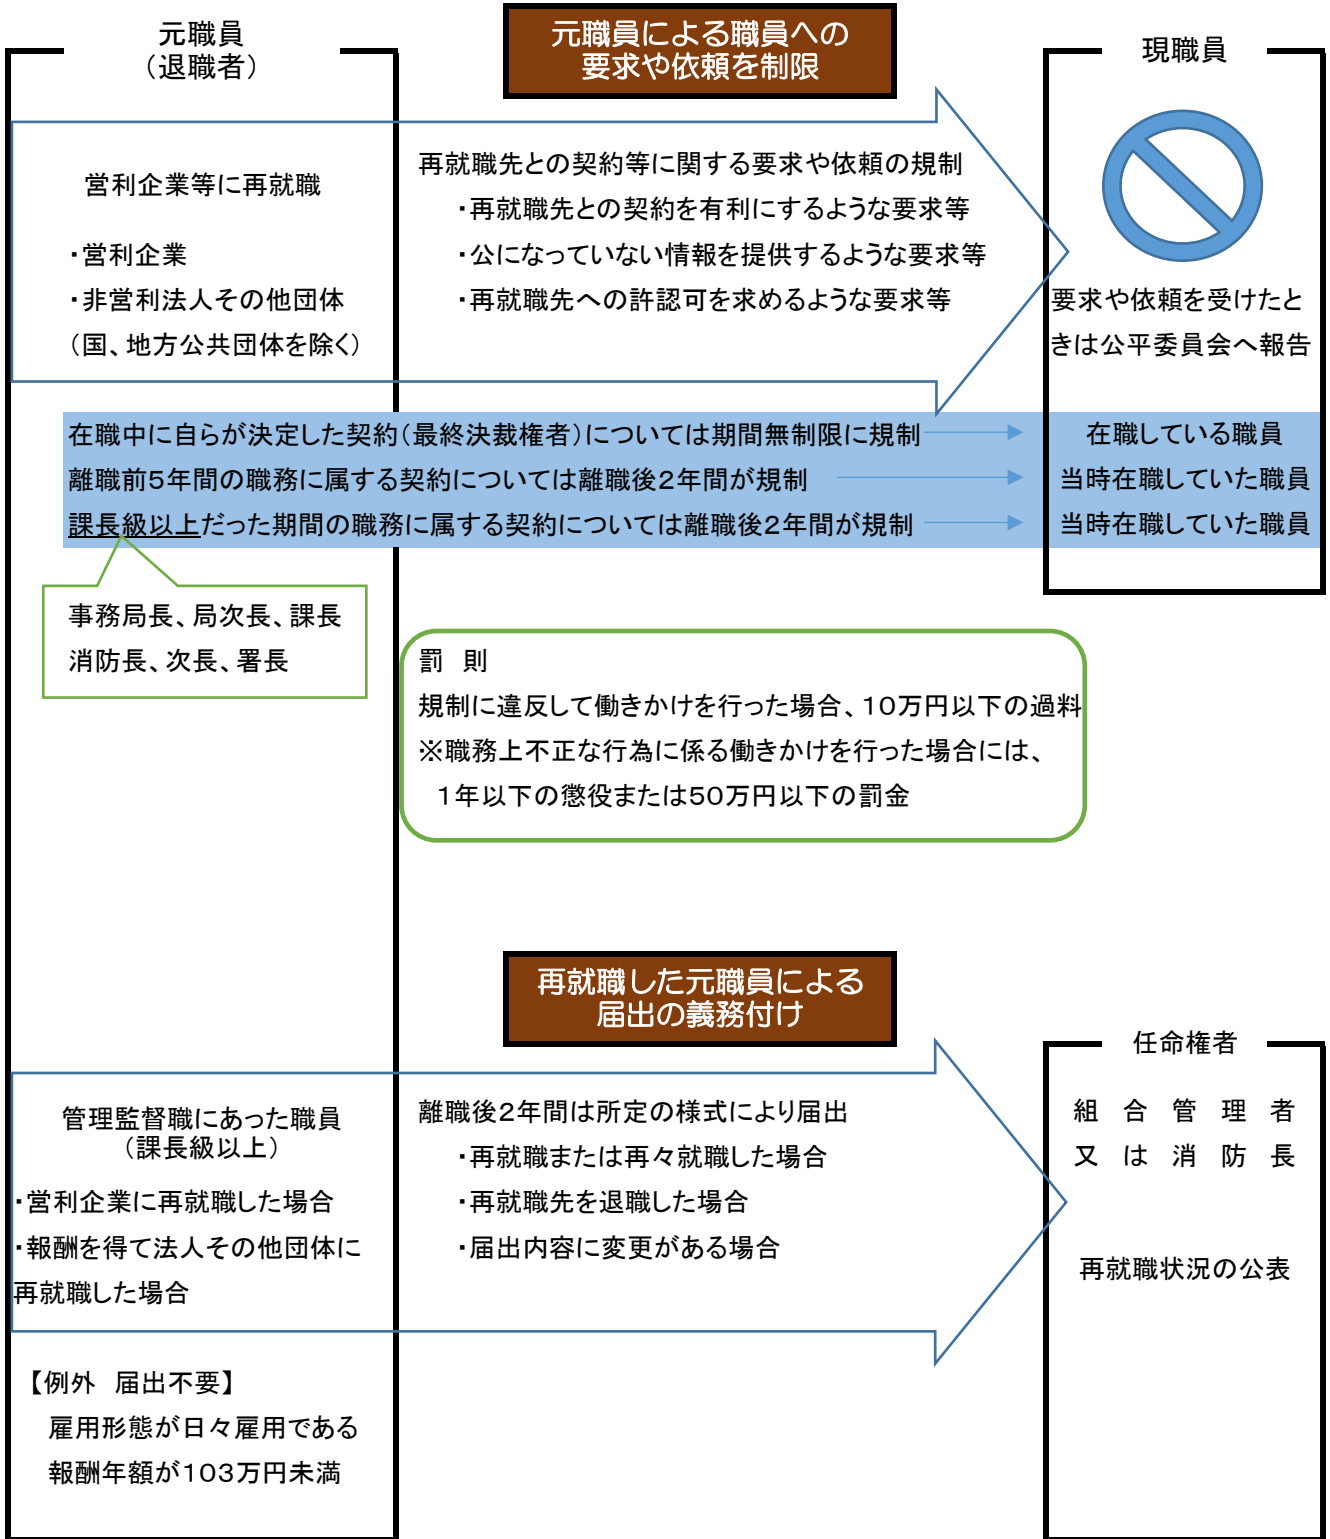 元職員
（退職者）
元職員による職員への
要求や依頼を制限
現職員
営利企業等に再就職
・営利企業
・非営利法人その他団体
（国、地方公共団体を除く）
再就職先との契約等に関する要求や依頼の規制
・再就職先との契約を有利にするような要求等
・公になっていない情報を提供するような要求等
・再就職先への許認可を求めるような要求等
要求や依頼を受けたと
きは公平委員会へ報告
在職中に自らが決定した契約（最終決裁権者）については期間無制限に規制
在職している職員
離職前５年間の職務に属する契約については離職後２年間が規制
当時在職していた職員
課長級以上だった期間の職務に属する契約については離職後２年間が規制
当時在職していた職員
事務局長、局次長、課長
消防長、次長、署長
罰　則
規制に違反して働きかけを行った場合、１０万円以下の過料
※職務上不正な行為に係る働きかけを行った場合には、
１年以下の懲役または５０万円以下の罰金
再就職した元職員による
届出の義務付け
任命権者
管理監督職にあった職員
（課長級以上）
・営利企業に再就職した場合
・報酬を得て法人その他団体に
再就職した場合
離職後２年間は所定の様式により届出
・再就職または再々就職した場合
・再就職先を退職した場合
・届出内容に変更がある場合
組合管理者
又は消防長
再就職状況の公表
【例外　届出不要】
雇用形態が日々雇用である
報酬年額が１０３万円未満